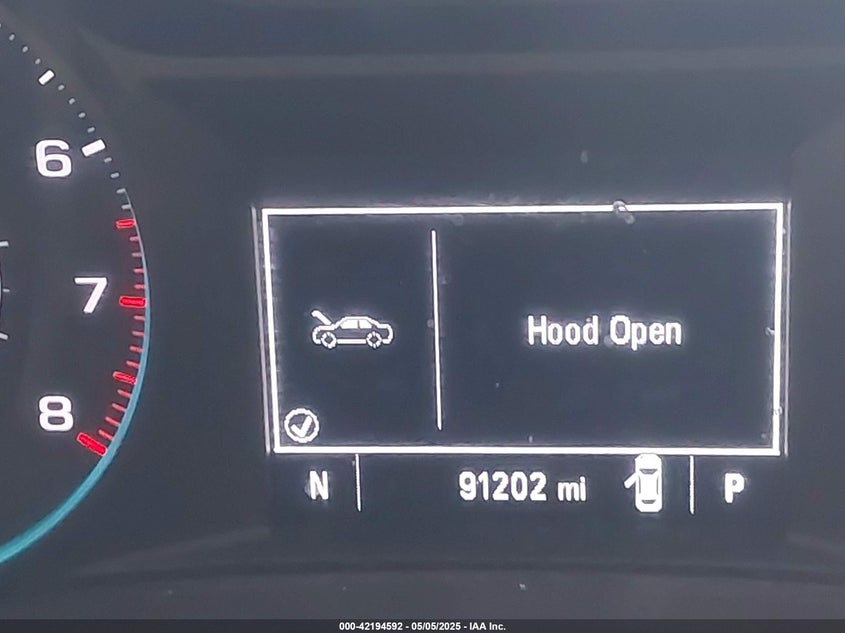 6
7
8
Hood Open
N 91202 mi P
000-42194592 - 05/05/2025 - IAA Inc.